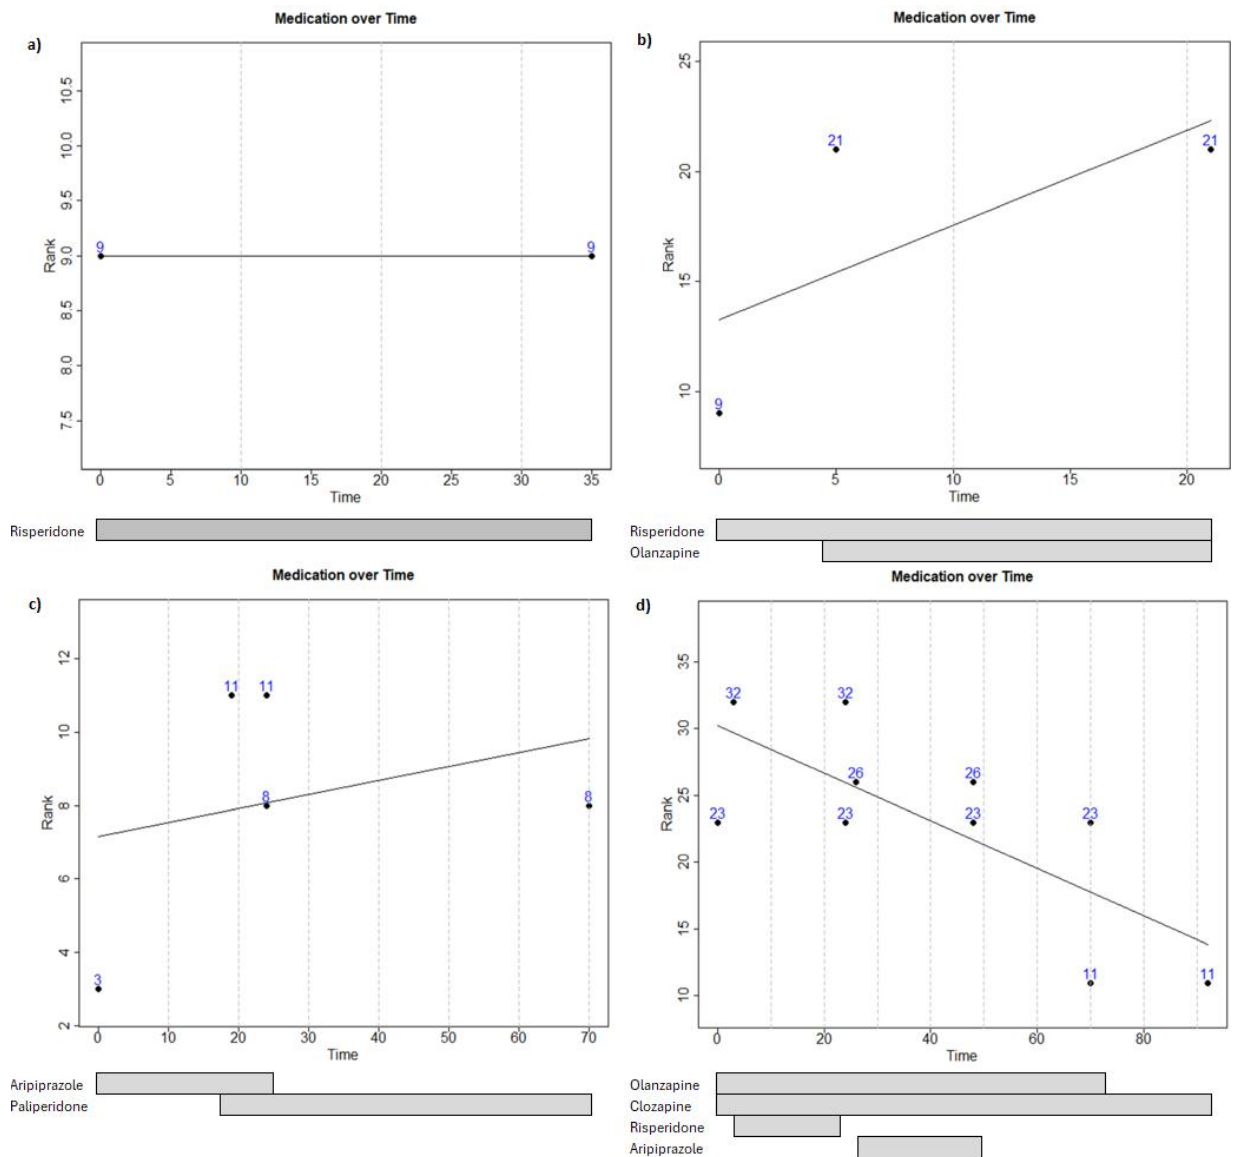 Medication over Time
a)
10.5
10.0
9.5
9.0
8.5
8.0
7.5
Rank
9
9
0 5 10 15 20 25 30 35
Time
Risperidone
Medication over Time
b)
25
20
15
10
Rank
21
21
9
0 5 10 15 20
Time
Risperidone
Olanzapine
Medication over Time
c)
12
10
8
6
4
2
Rank
11 11
8
8
3
0 10 20 30 40 50 60 70
Time
Aripiprazole
Paliperidone
Medication over Time
d)
35
30
25
20
15
10
Rank
32 32
26 26
23 23 23 23
11 11
0 20 40 60 80
Time
Olanzapine
Clozapine
Risperidone
Aripiprazole